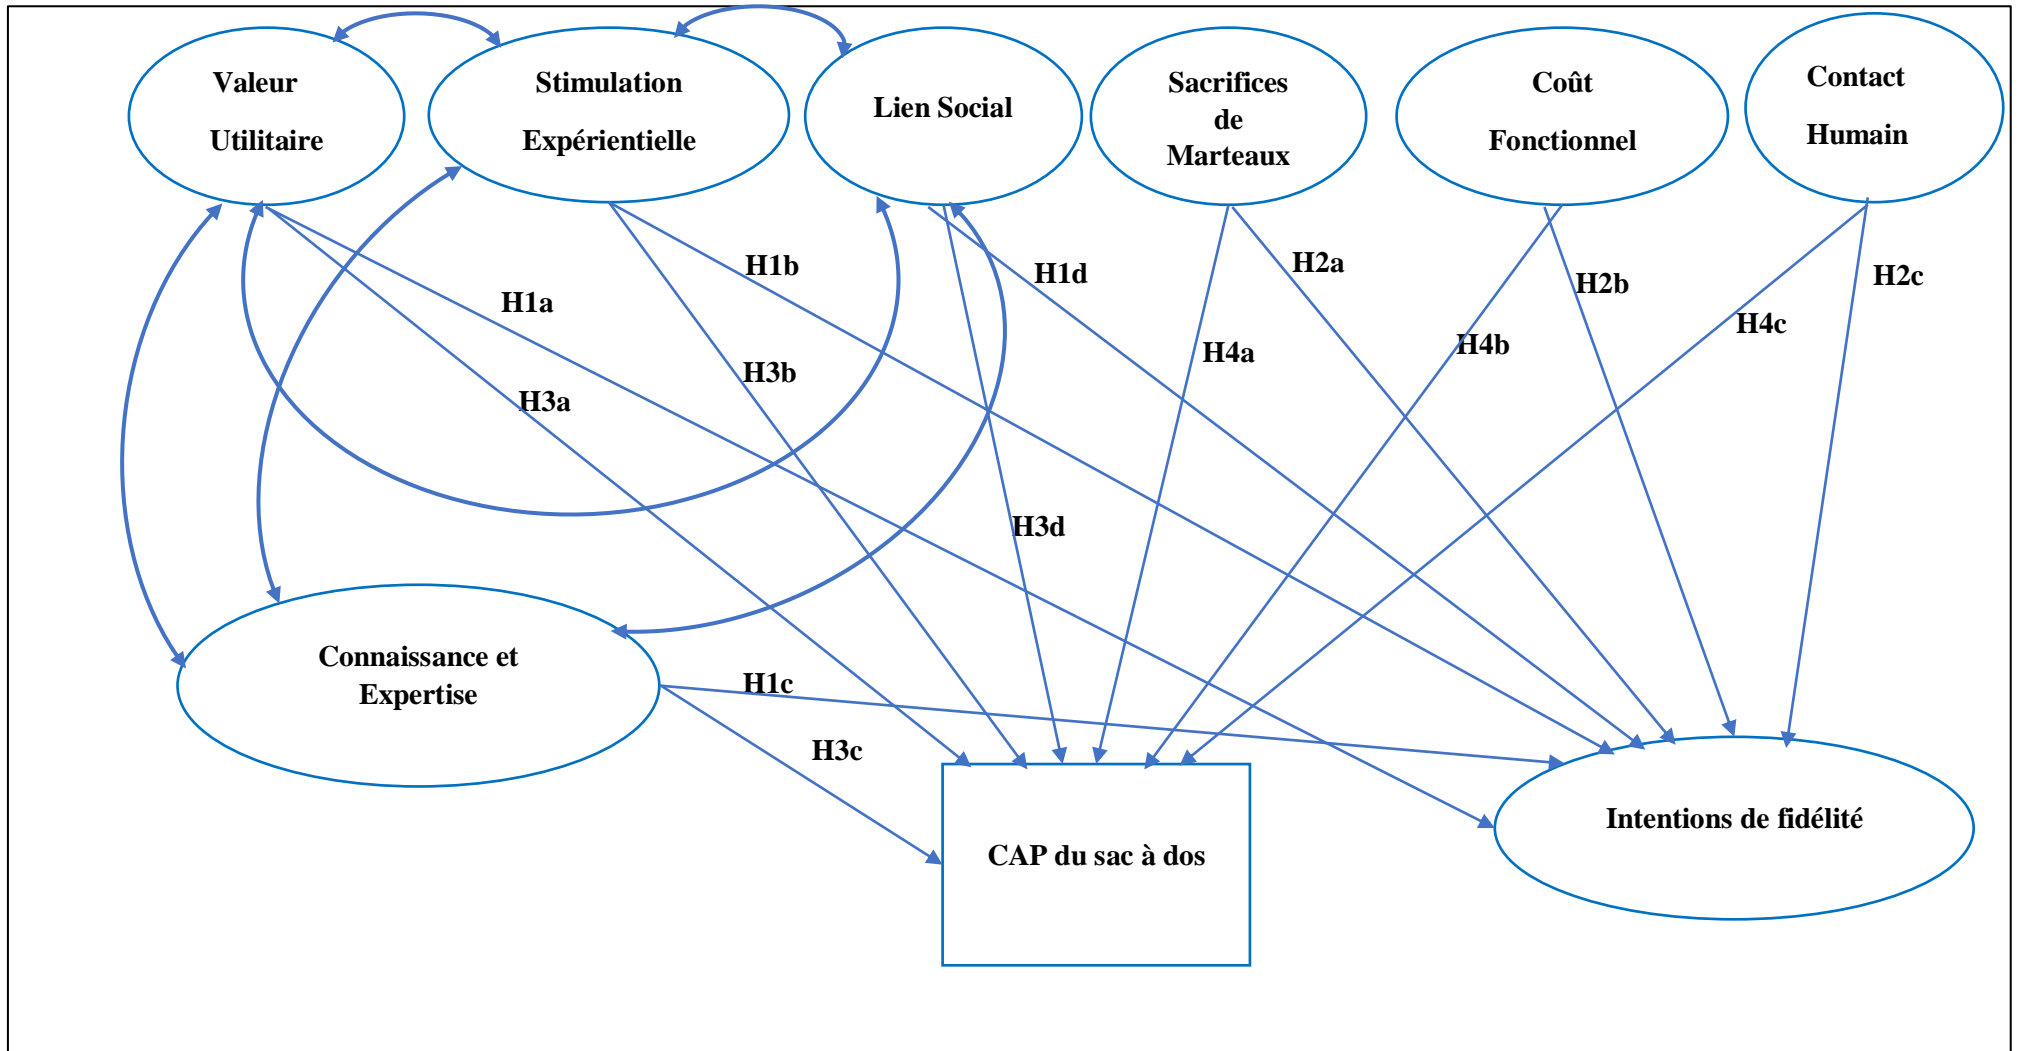 Valeur
Utilitaire
Stimulation
Expérientielle
Lien Social
Sacrifices
de
Marteaux
Coût
Fonctionnel
Contact
Humain
H1b
H1d
H2a
H2b
H2c
H1a
H4c
H4a
H4b
H3b
H3a
H3d
Connaissance et
Expertise
H1c
H3c
CAP du sac à dos
Intentions de fidélité